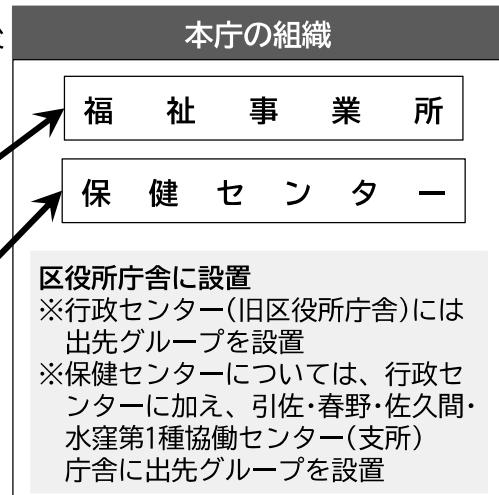 本庁の組織
福祉事業所
保健センター
区役所庁舎に設置
※行政センター(旧区役所庁舎)には
出先グループを設置
※保健センターについては、行政セ
ンターに加え、引佐・春野・佐久間・
水窪第1種協働センター(支所)
庁舎に出先グループを設置